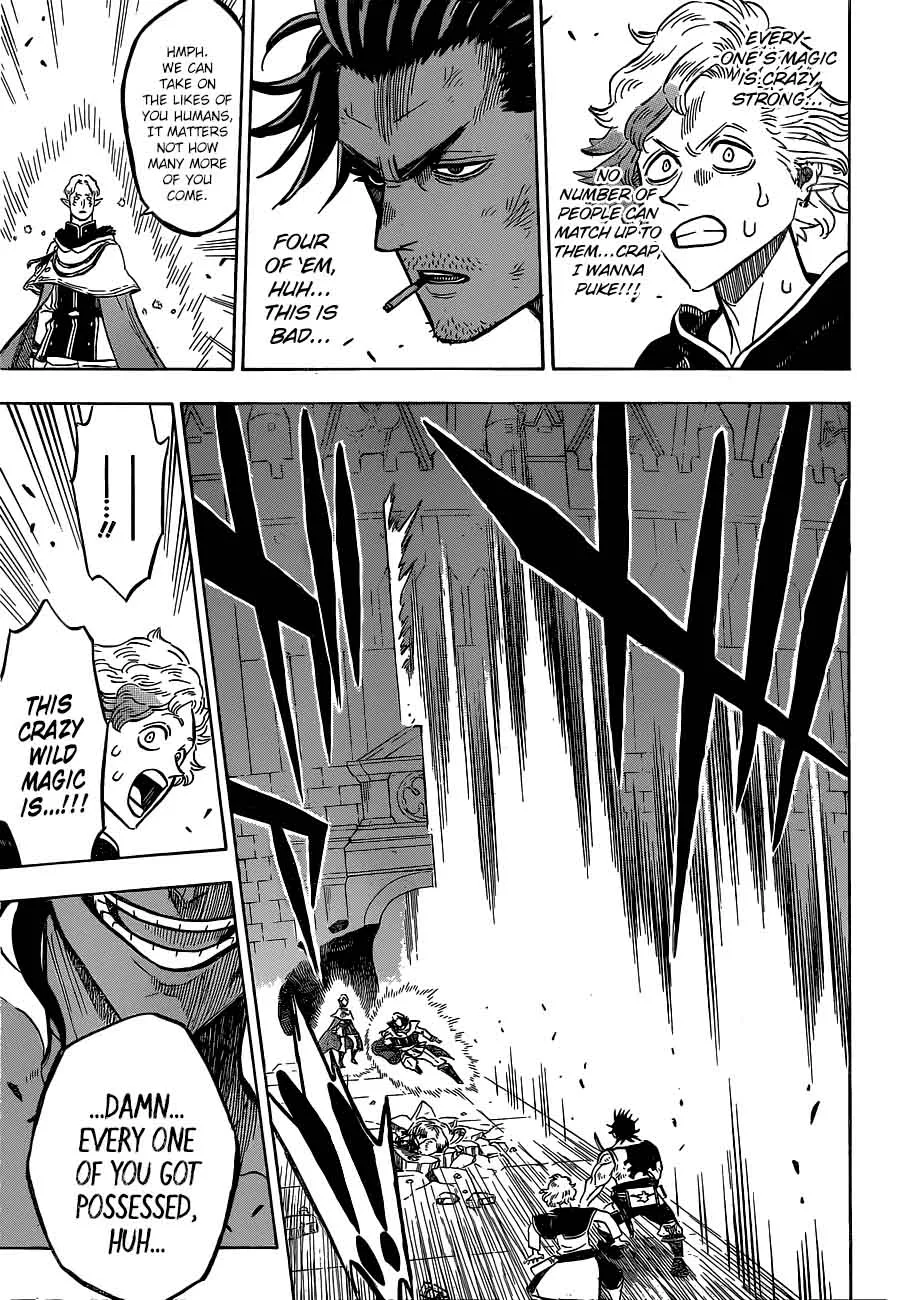 EVERY-
ONE'S MAGIC
IS CRAZY
STRONG...
NO
NUMBER OF
PEOPLE CAN
MATCH UP TO
THEM...CRAP,
I WANNA
PUKE!!!
FOUR
OF 'EM,
HUH...
THIS IS
BAD...
HMPH.
WE CAN
TAKE ON
THE LIKES OF
YOU HUMANS,
IT MATTERS
NOT HOW
MANY MORE
OF YOU
COME.
...!!
THIS
CRAZY
WILD
MAGIC
IS...!!!
...DAMN...
EVERY ONE
OF YOU GOT
POSSESSED,
HUH...